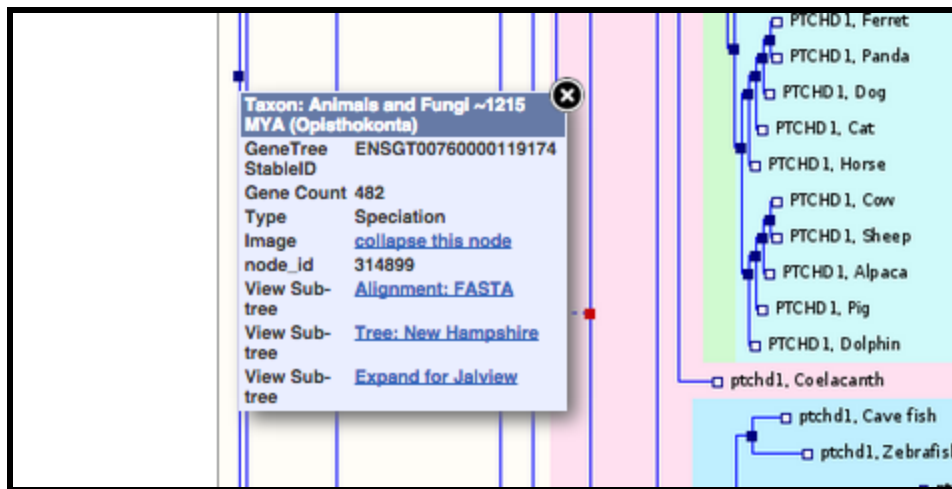 Taxon: Animals and Fungi ~1215
MYA (Opisthokonta)
GeneTree ENSGT00760000119174
StableID
Gene Count 482
Type Speciation
Image collapse this node
node_id 314899
View Sub- Alignment: FASTA
tree
View Sub- Tree: New Hampshire
tree
View Sub- Expand for Jalview
tree
PTCHD1, Ferret
PTCHD1, Panda
PTCHD1, Dog
PTCHD1, Cat
PTCHD1, Horse
PTCHD1, Cow
PTCHD1, Sheep
PTCHD1, Alpaca
PTCHD1, Pig
PTCHD1, Dolphin
ptchd1, Coelacanth
ptchd1, Cave fish
ptchd1, Zebrafis